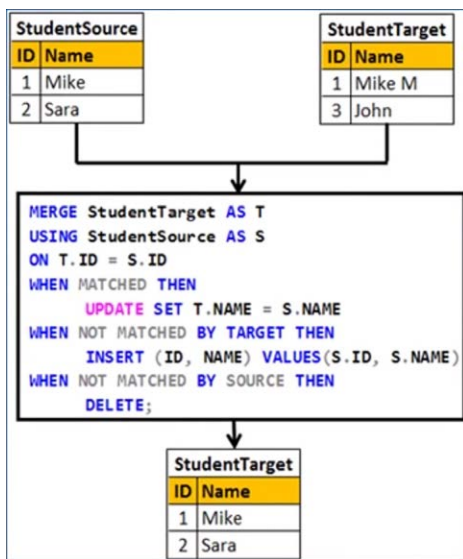 StudentSource
ID Name
1 Mike
2 Sara
StudentTarget
ID Name
1 Mike M
3 John
MERGE StudentTarget AS T
USING StudentSource AS S
ON T.ID = S.ID
WHEN MATCHED THEN
UPDATE SET T.NAME = S.NAME
WHEN NOT MATCHED BY TARGET THEN
INSERT (ID, NAME) VALUES(S.ID, S.NAME)
WHEN NOT MATCHED BY SOURCE THEN
DELETE;
StudentTarget
ID Name
1 Mike
2 Sara